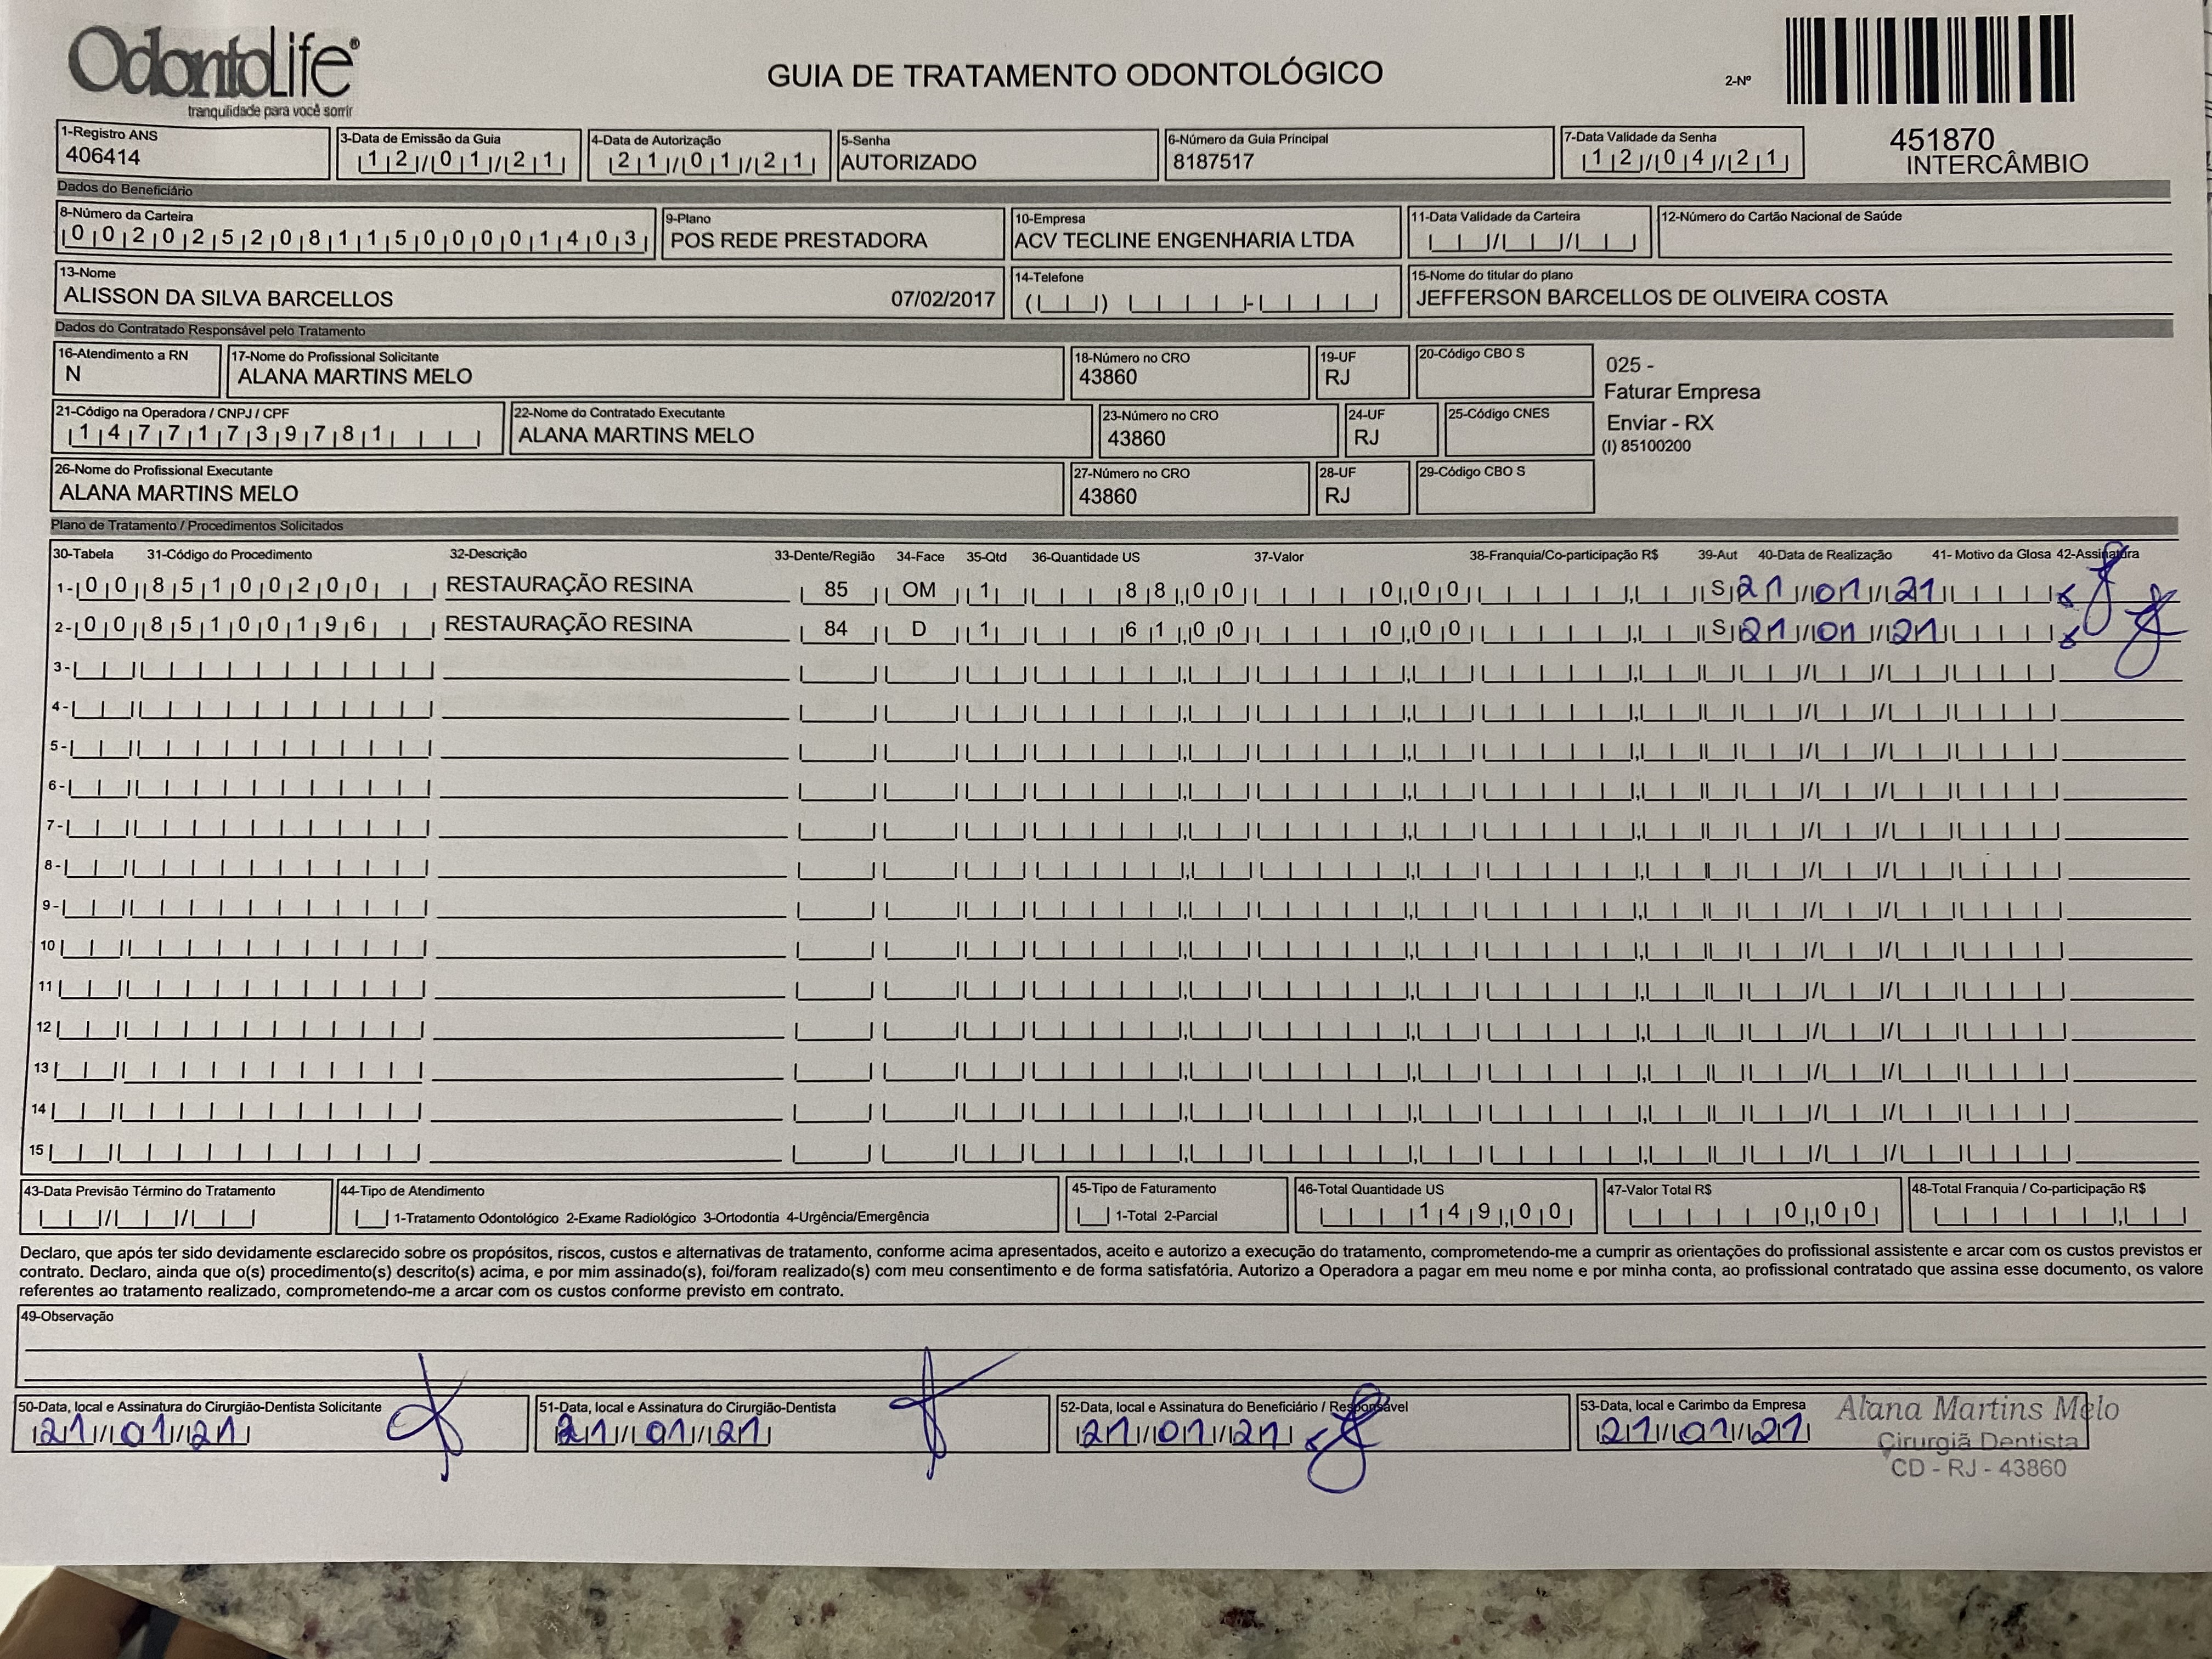 OdontoLife®
tranquilidade para você sorrir
GUIA DE TRATAMENTO ODONTOLÓGICO
2-Nº
451870
INTERCÂMBIO
1-Registro ANS
406414
3-Data de Emissão da Guia
12/01/21
4-Data de Autorização
21/01/21
5-Senha
AUTORIZADO
6-Número da Guia Principal
8187517
7-Data Validade da Senha
12/04/21
Dados do Beneficiário
8-Número da Carteira
00202520811500001403
9-Plano
POS REDE PRESTADORA
10-Empresa
ACV TECLINE ENGENHARIA LTDA
11-Data Validade da Carteira
12-Número do Cartão Nacional de Saúde
13-Nome
ALISSON DA SILVA BARCELLOS 07/02/2017
14-Telefone
15-Nome do titular do plano
JEFFERSON BARCELLOS DE OLIVEIRA COSTA
Dados do Contratado Responsável pelo Tratamento
16-Atendimento a RN
N
17-Nome do Profissional Solicitante
ALANA MARTINS MELO
18-Número no CRO
43860
19-UF
RJ
20-Código CBO S
025 -
Faturar Empresa
Enviar - RX
(I) 85100200
21-Código na Operadora / CNPJ / CPF
14771739781
22-Nome do Contratado Executante
ALANA MARTINS MELO
23-Número no CRO
43860
24-UF
RJ
25-Código CNES
26-Nome do Profissional Executante
ALANA MARTINS MELO
27-Número no CRO
43860
28-UF
RJ
29-Código CBO S
Plano de Tratamento / Procedimentos Solicitados
30-Tabela 31-Código do Procedimento 32-Descrição 33-Dente/Região 34-Face 35-Qtd 36-Quantidade US 37-Valor 38-Franquia/Co-participação R$ 39-Aut 40-Data de Realização 41- Motivo da Glosa 42-Assinatura
1- 00 85100200 RESTAURAÇÃO RESINA 85 OM 1 88,00 0,00 S 21/01/21
2- 00 85100196 RESTAURAÇÃO RESINA 84 D 1 61,00 0,00 S 21/01/21
3-
4-
5-
6-
7-
8-
9-
10
11
12
13
14
15
43-Data Previsão Término do Tratamento
44-Tipo de Atendimento
1-Tratamento Odontológico 2-Exame Radiológico 3-Ortodontia 4-Urgência/Emergência
45-Tipo de Faturamento
1-Total 2-Parcial
46-Total Quantidade US
149,00
47-Valor Total R$
0,00
48-Total Franquia / Co-participação R$
Declaro, que após ter sido devidamente esclarecido sobre os propósitos, riscos, custos e alternativas de tratamento, conforme acima apresentados, aceito e autorizo a execução do tratamento, comprometendo-me a cumprir as orientações do profissional assistente e arcar com os custos previstos er
contrato. Declaro, ainda que o(s) procedimento(s) descrito(s) acima, e por mim assinado(s), foi/foram realizado(s) com meu consentimento e de forma satisfatória. Autorizo a Operadora a pagar em meu nome e por minha conta, ao profissional contratado que assina esse documento, os valore
referentes ao tratamento realizado, comprometendo-me a arcar com os custos conforme previsto em contrato.
49-Observação
50-Data, local e Assinatura do Cirurgião-Dentista Solicitante
21/01/21
51-Data, local e Assinatura do Cirurgião-Dentista
21/01/21
52-Data, local e Assinatura do Beneficiário / Responsável
21/01/21
53-Data, local e Carimbo da Empresa
21/01/21
Alana Martins Melo
Cirurgiã Dentista
CD - RJ - 43860